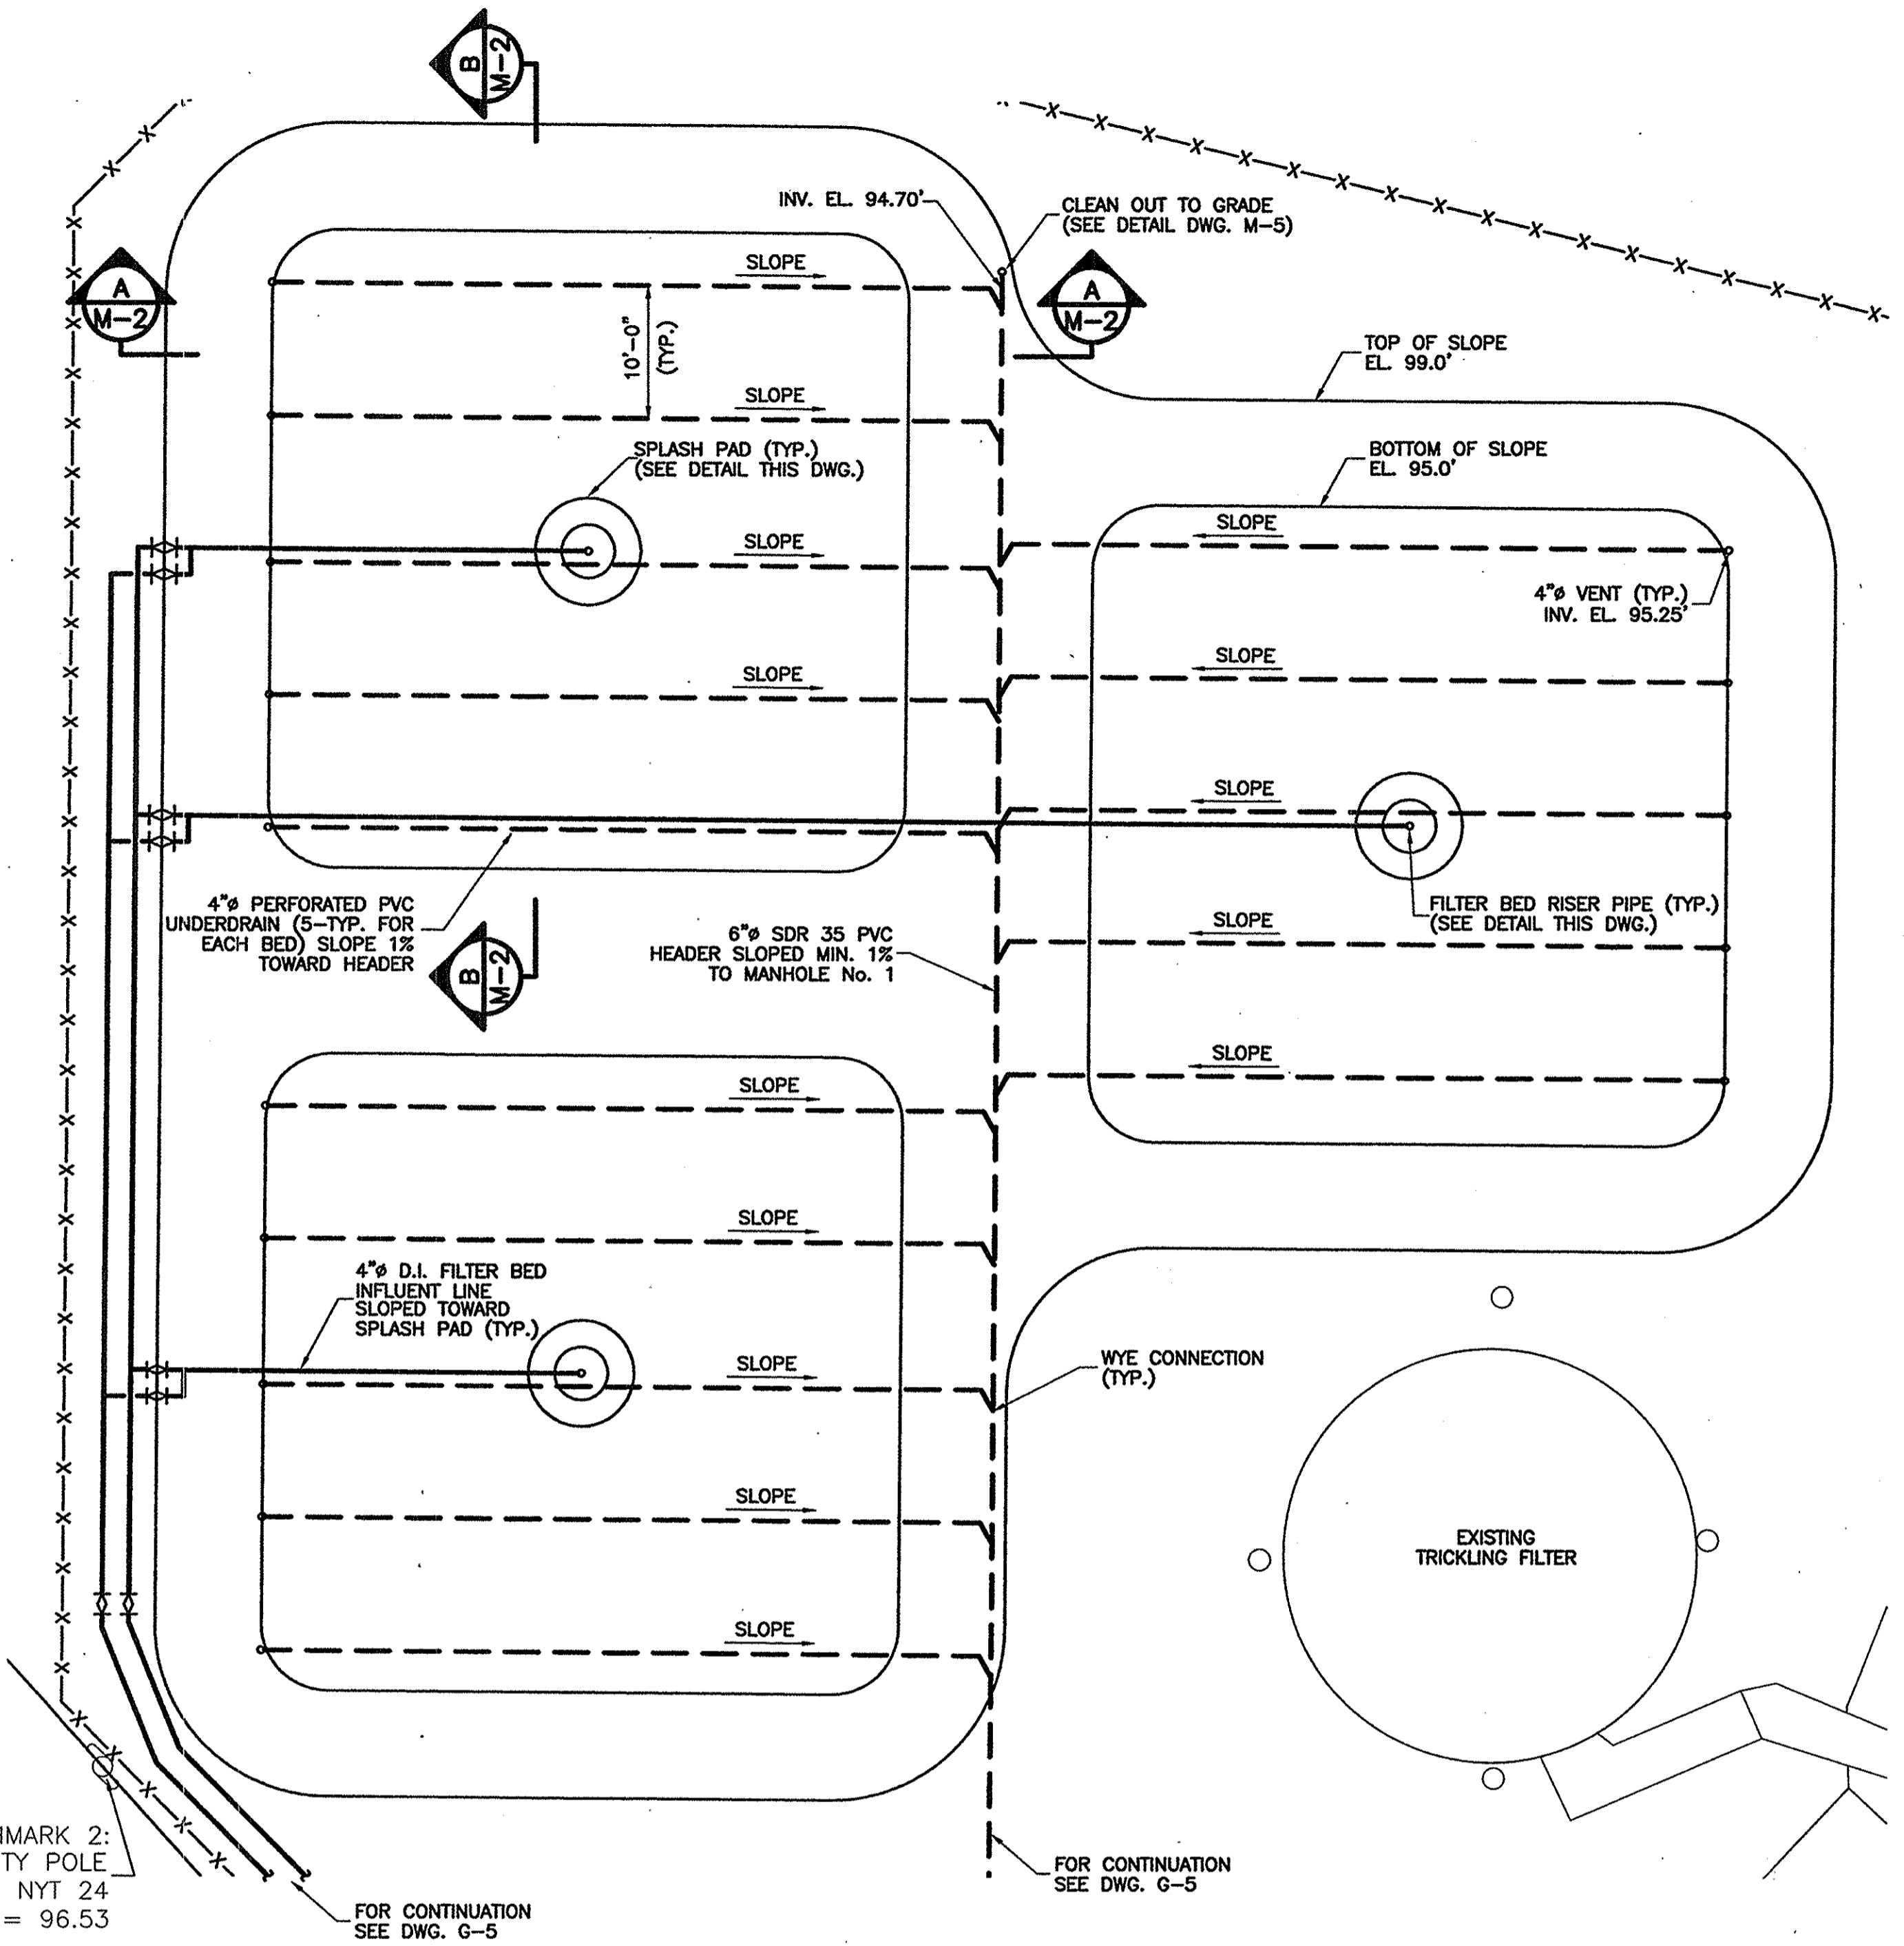 B
M-2
INV. EL. 94.70'
CLEAN OUT TO GRADE
(SEE DETAIL DWG. M-5)
SLOPE
A
M-2
A
M-2
10'-0"
(TYP.)
TOP OF SLOPE
EL. 99.0'
SLOPE
SPLASH PAD (TYP.)
(SEE DETAIL THIS DWG.)
BOTTOM OF SLOPE
EL. 95.0'
SLOPE
SLOPE
4"ø VENT (TYP.)
INV. EL. 95.25'
SLOPE
SLOPE
SLOPE
4"ø PERFORATED PVC
UNDERDRAIN (5-TYP. FOR
EACH BED) SLOPE 1%
TOWARD HEADER
B
M-2
6"ø SDR 35 PVC
HEADER SLOPED MIN. 1%
TO MANHOLE No. 1
FILTER BED RISER PIPE (TYP.)
(SEE DETAIL THIS DWG.)
SLOPE
SLOPE
SLOPE
SLOPE
4"ø D.I. FILTER BED
INFLUENT LINE
SLOPED TOWARD
SPLASH PAD (TYP.)
SLOPE
WYE CONNECTION
(TYP.)
SLOPE
EXISTING
TRICKLING FILTER
SLOPE
IMARK 2:
TY POLE
NYT 24
= 96.53
FOR CONTINUATION
SEE DWG. G-5
FOR CONTINUATION
SEE DWG. G-5